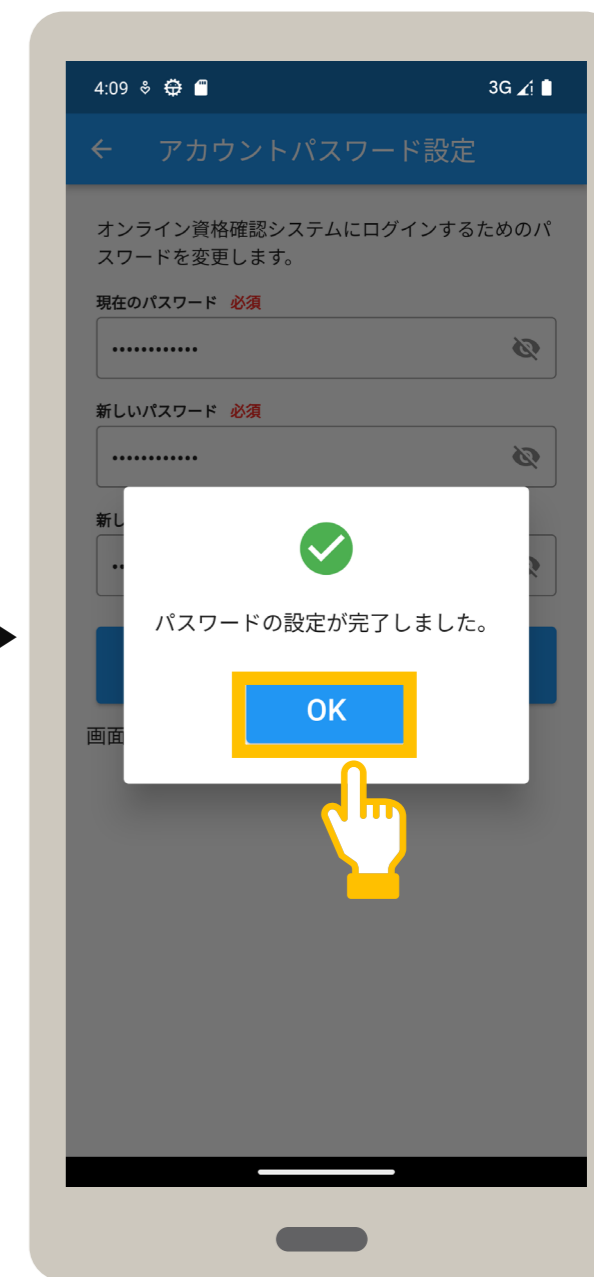 4:09
3G
アカウントパスワード設定
オンライン資格確認システムにログインするためのパ
スワードを変更します。
現在のパスワード 必須
••••••••••••
新しいパスワード 必須
••••••••••••
新し
••
パスワードの設定が完了しました。
OK
画面